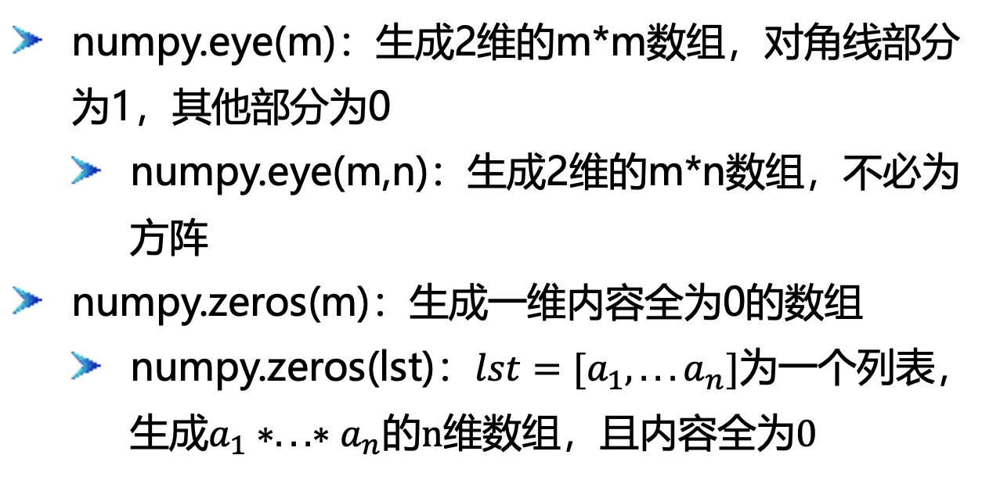 numpy.eye(m)：生成2维的m*m数组，对角线部分
为1，其他部分为0
numpy.eye(m,n)：生成2维的m*n数组，不必为
方阵
numpy.zeros(m)：生成一维内容全为0的数组
numpy.zeros(lst)：lst = [a₁,…aₙ]为一个列表，
生成a₁ ∗…∗ aₙ的n维数组，且内容全为0